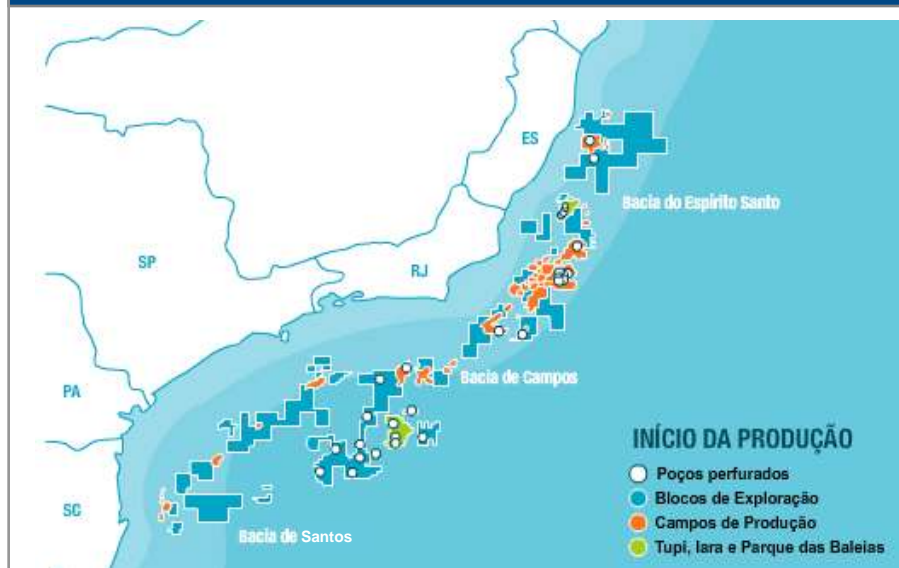 ES
Bacia do Espírito Santo
SP
RJ
PA
Bacia de Campos
INÍCIO DA PRODUÇÃO
Poços perfurados
Blocos de Exploração
SC
Campos de Produção
Bacia de Santos
Tupi, Iara e Parque das Baleias